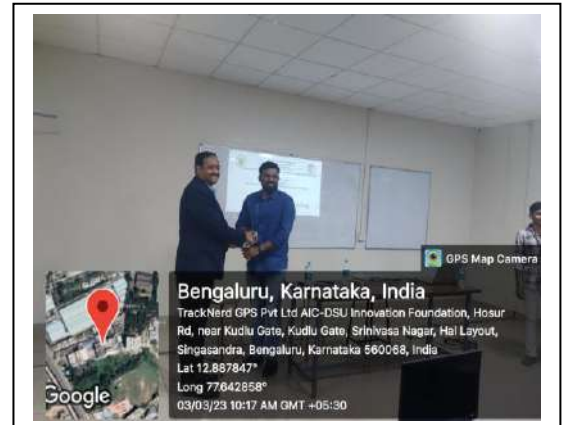 GPS Map Camera
Bengaluru, Karnataka, India
TrackNerd GPS Pvt Ltd AIC-DSU Innovation Foundation, Hosur
Rd, near Kudlu Gate, Kudlu Gate, Srinivasa Nagar, Hal Layout,
Singasandra, Bengaluru, Karnataka 560068, India
Lat 12.887847°
Long 77.642858°
03/03/23 10:17 AM GMT +05:30
Google